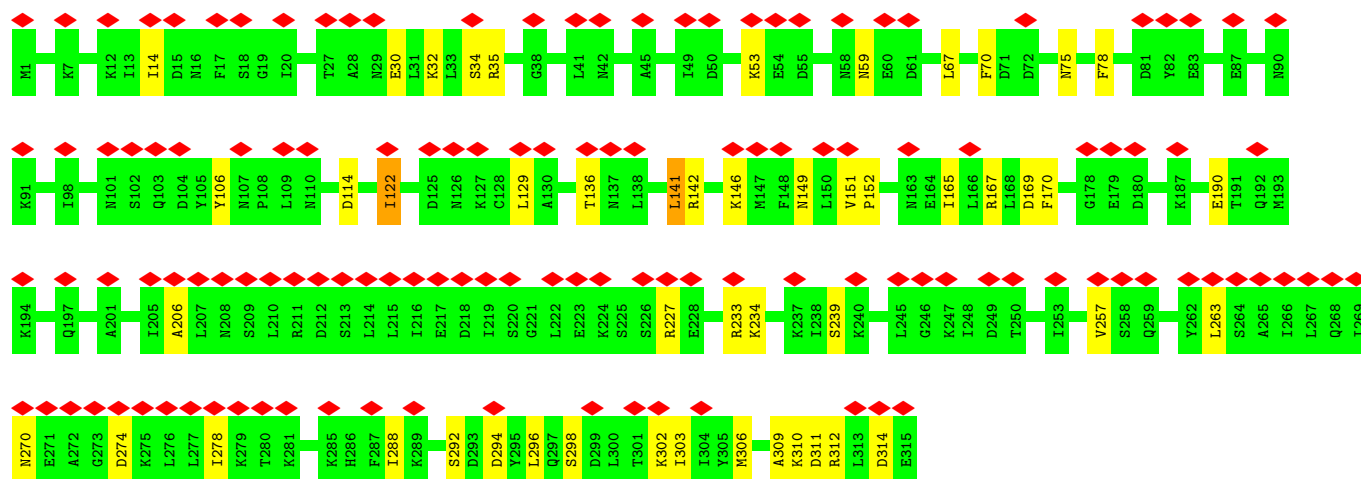 M1 K7 K12 I13 I14 D15 N16 F17 S18 G19 I20 T27 A28 N29 E30 L31 K32 L33 S34 R35 G38 L41 N42 A45 I49 D50 K53 E54 D55 N58 N59 E60 D61 L67 F70 D71 D72 N75 F78 D81 Y82 E83 E87 N90
K91 I98 N101 S102 Q103 D104 Y105 Y106 N107 P108 L109 N110 D114 I122 D125 N126 K127 C128 L129 A130 T136 N137 L138 L141 R142 K146 M147 F148 N149 L150 V151 P152 N163 E164 I165 L166 R167 L168 D169 F170 G178 E179 D180 K187 E190 T191 Q192 M193
K194 Q197 A201 I205 A206 L207 N208 S209 L210 R211 D212 S213 L214 L215 I216 E217 D218 I219 S220 G221 L222 E223 K224 S225 S226 R227 E228 R233 K234 K237 I238 S239 K240 L245 G246 K247 I248 D249 T250 I253 V257 S258 Q259 Y262 L263 S264 A265 I266 L267 Q268 I269
N270 E271 A272 G273 D274 K275 L276 L277 I278 K279 T280 K281 K285 H286 F287 I288 K289 S292 D293 D294 Y295 L296 Q297 S298 D299 L300 T301 K302 I303 I304 Y305 M306 A309 K310 D311 R312 L313 D314 E315